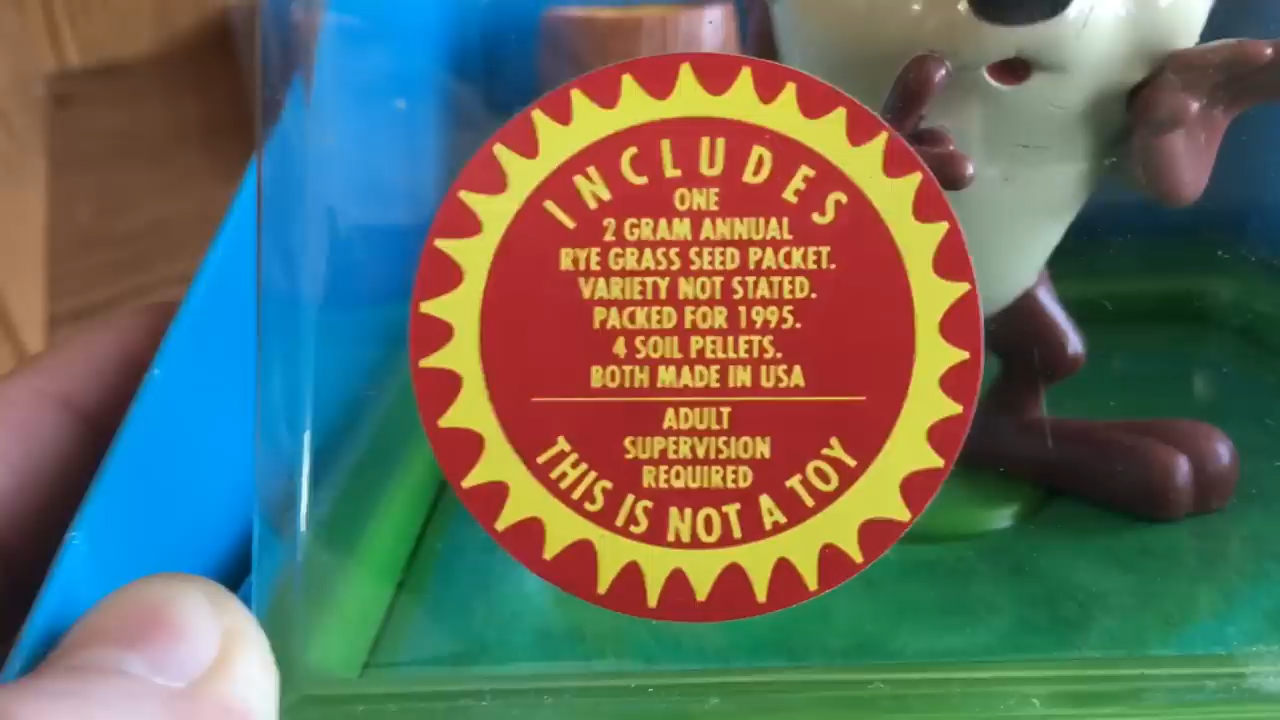 INCLUDES
ONE
2 GRAM ANNUAL
RYE GRASS SEED PACKET.
VARIETY NOT STATED.
PACKED FOR 1995.
4 SOIL PELLETS.
BOTH MADE IN USA
ADULT
SUPERVISION
REQUIRED
THIS IS NOT A TOY